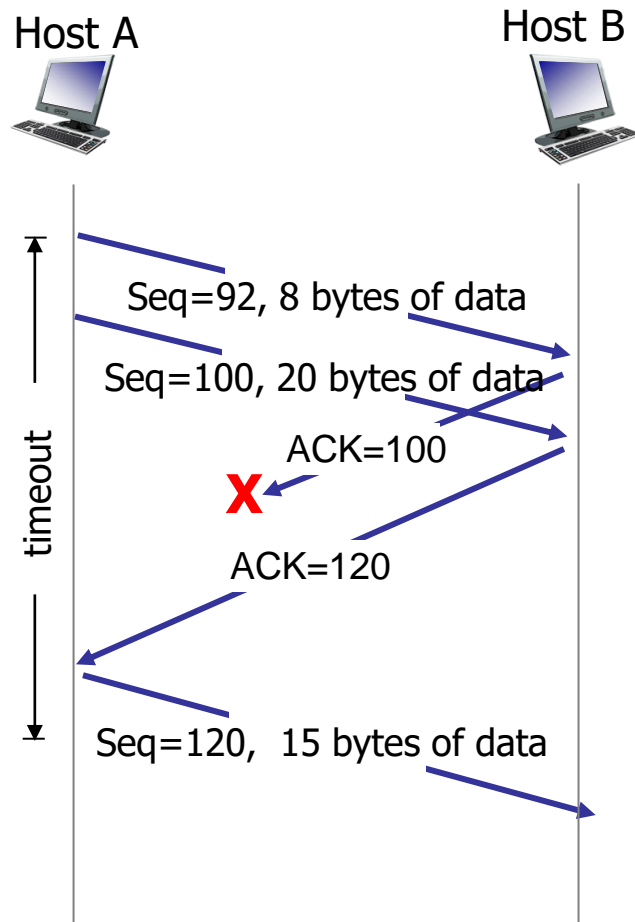 Host A
Host B
Seq=92, 8 bytes of data
Seq=100, 20 bytes of data
ACK=100
X
timeout
ACK=120
Seq=120, 15 bytes of data